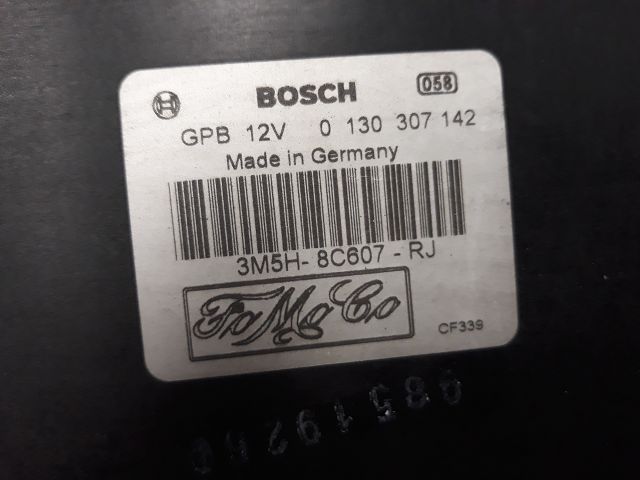 BOSCH 058
GPB 12V 0 130 307 142
Made in Germany
3M5H- 8C607 - RJ
FoMoCo
CF339